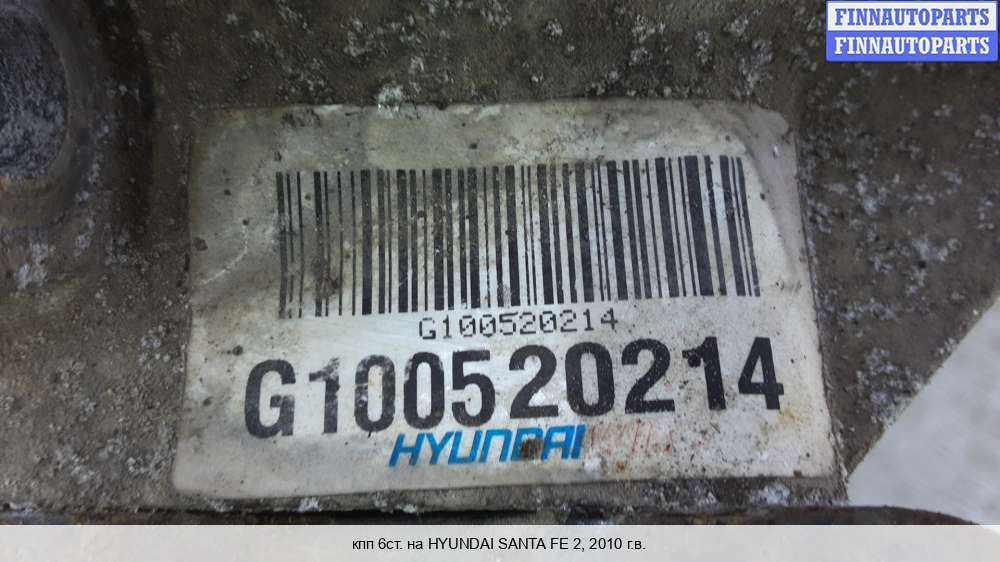 FINNAUTOPARTS
FINNAUTOPARTS
G100520214
G100520214
HYUNDAI
кпп 6ст. на HYUNDAI SANTA FE 2, 2010 г.в.